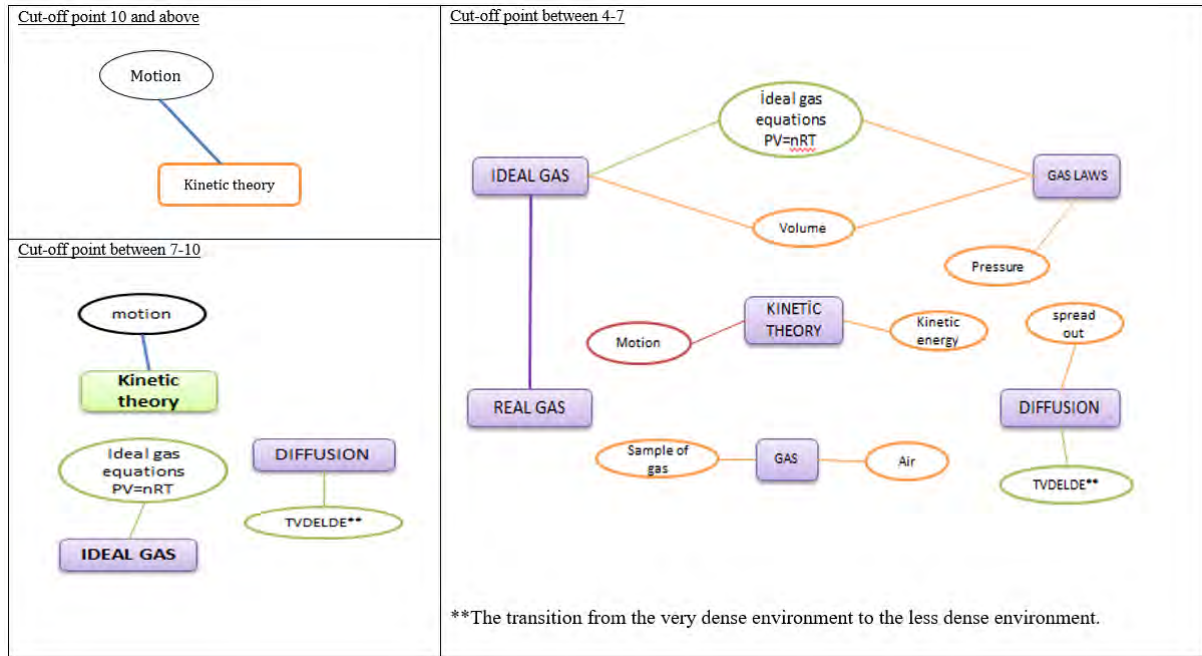 Cut-off point 10 and above
Motion
Kinetic theory
Cut-off point between 7-10
motion
Kinetic
theory
Ideal gas
equations
PV=nRT
IDEAL GAS
DIFFUSION
TVDELDE**
Cut-off point between 4-7
İdeal gas
equations
PV=nRT
IDEAL GAS
GAS LAWS
Volume
Pressure
KINETİC
THEORY
Motion
Kinetic
energy
spread
out
REAL GAS
DIFFUSION
Sample of
gas
GAS
Air
TVDELDE**
**The transition from the very dense environment to the less dense environment.